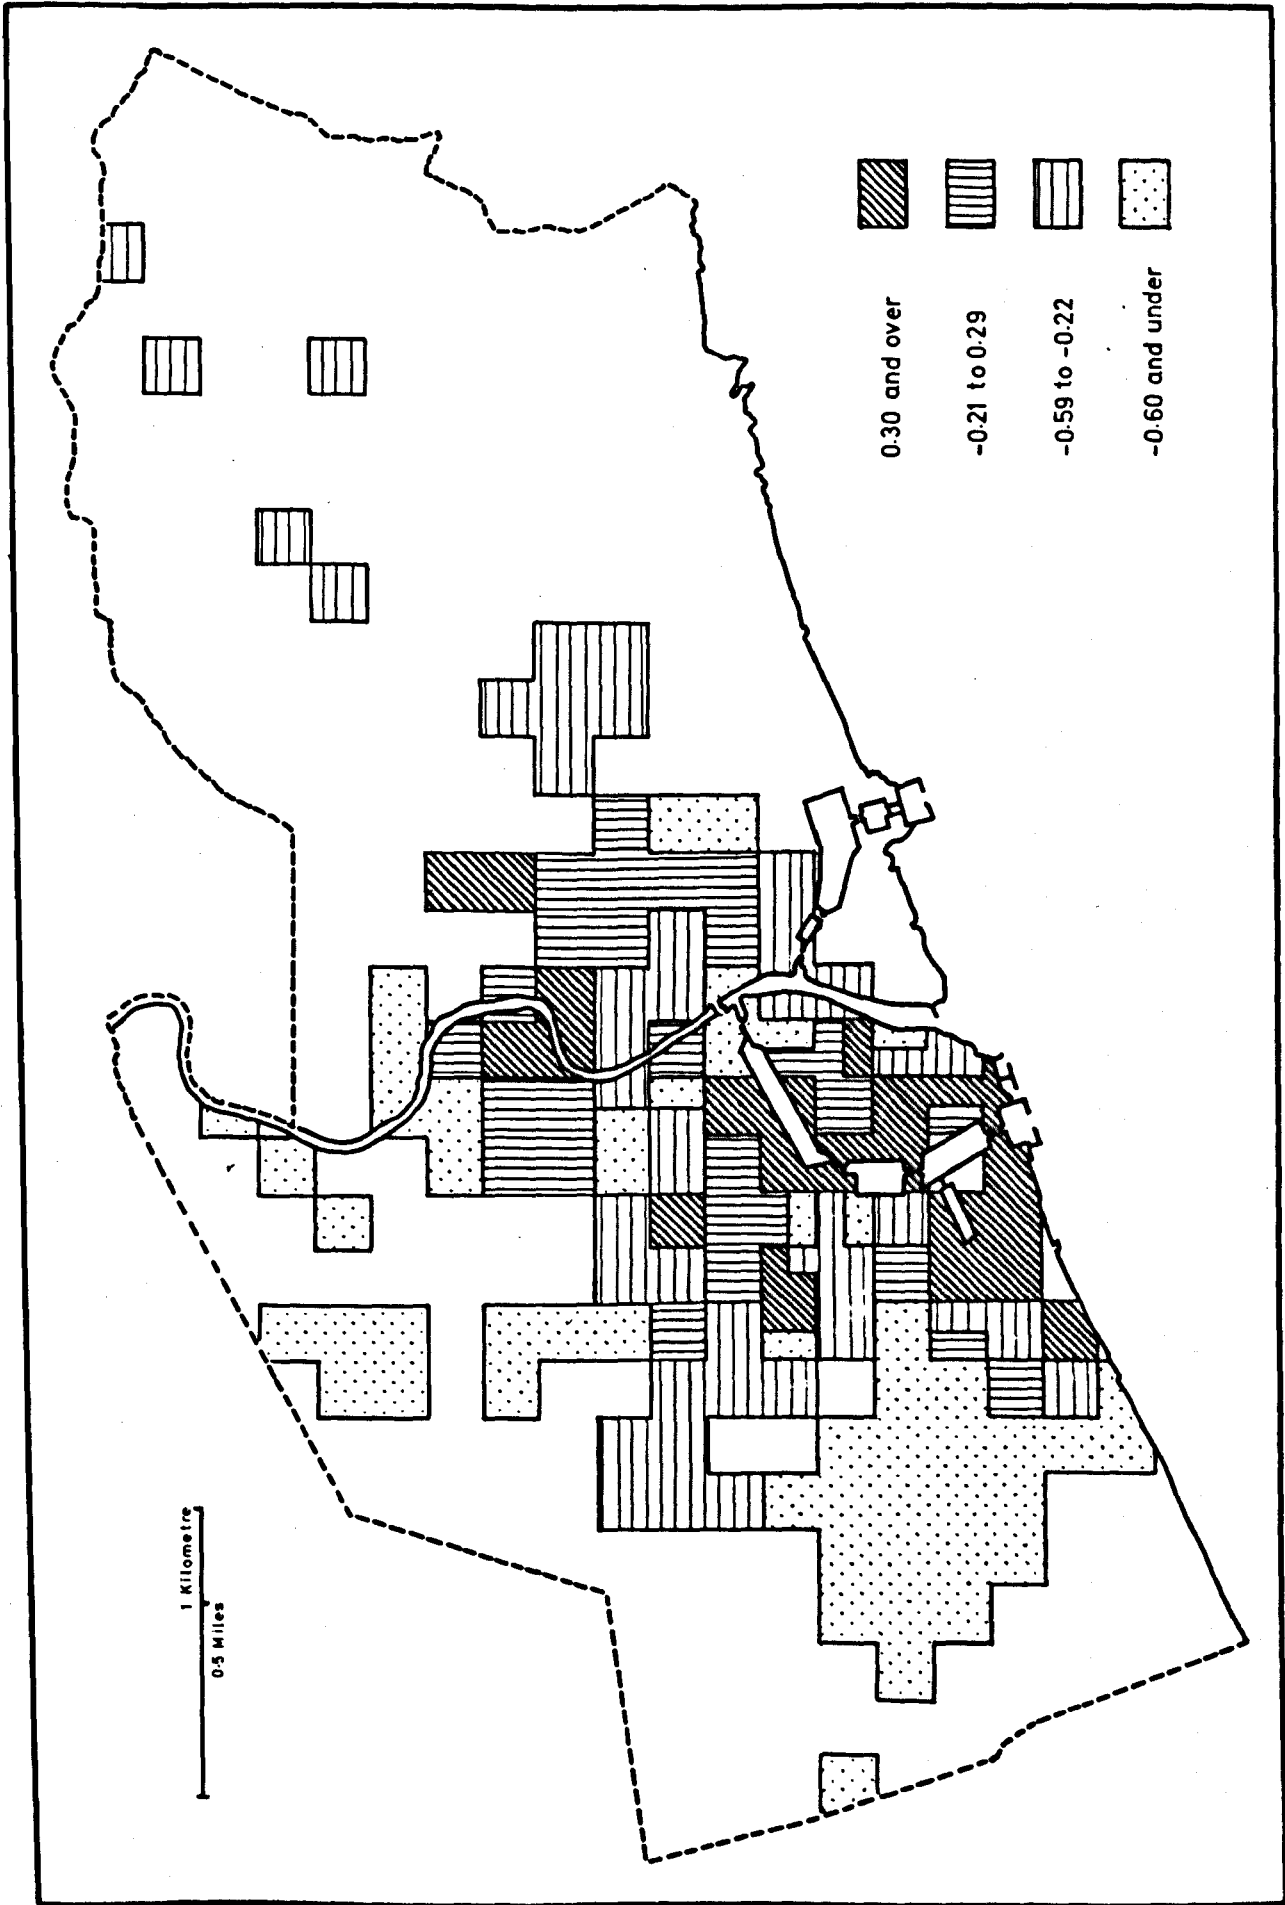 1 Kilometre
0·5 Miles
0·30 and over
-0·21 to 0·29
-0·59 to -0·22
-0·60 and under